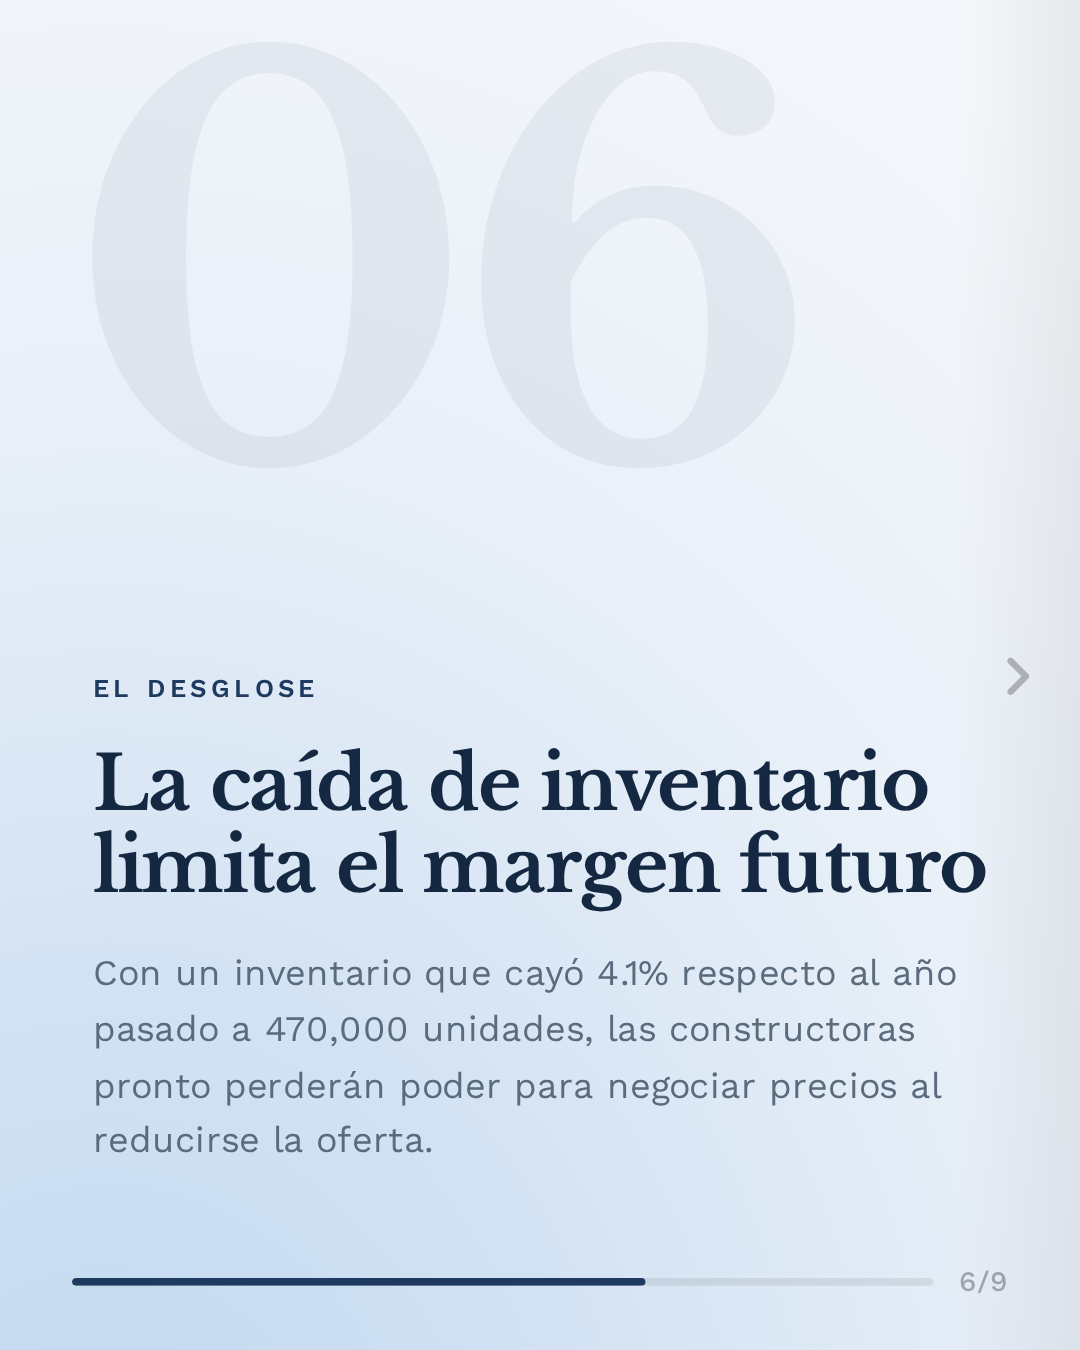 06
EL DESGLOSE
La caída de inventario
limita el margen futuro
Con un inventario que cayó 4.1% respecto al año
pasado a 470,000 unidades, las constructoras
pronto perderán poder para negociar precios al
reducirse la oferta.
6/9